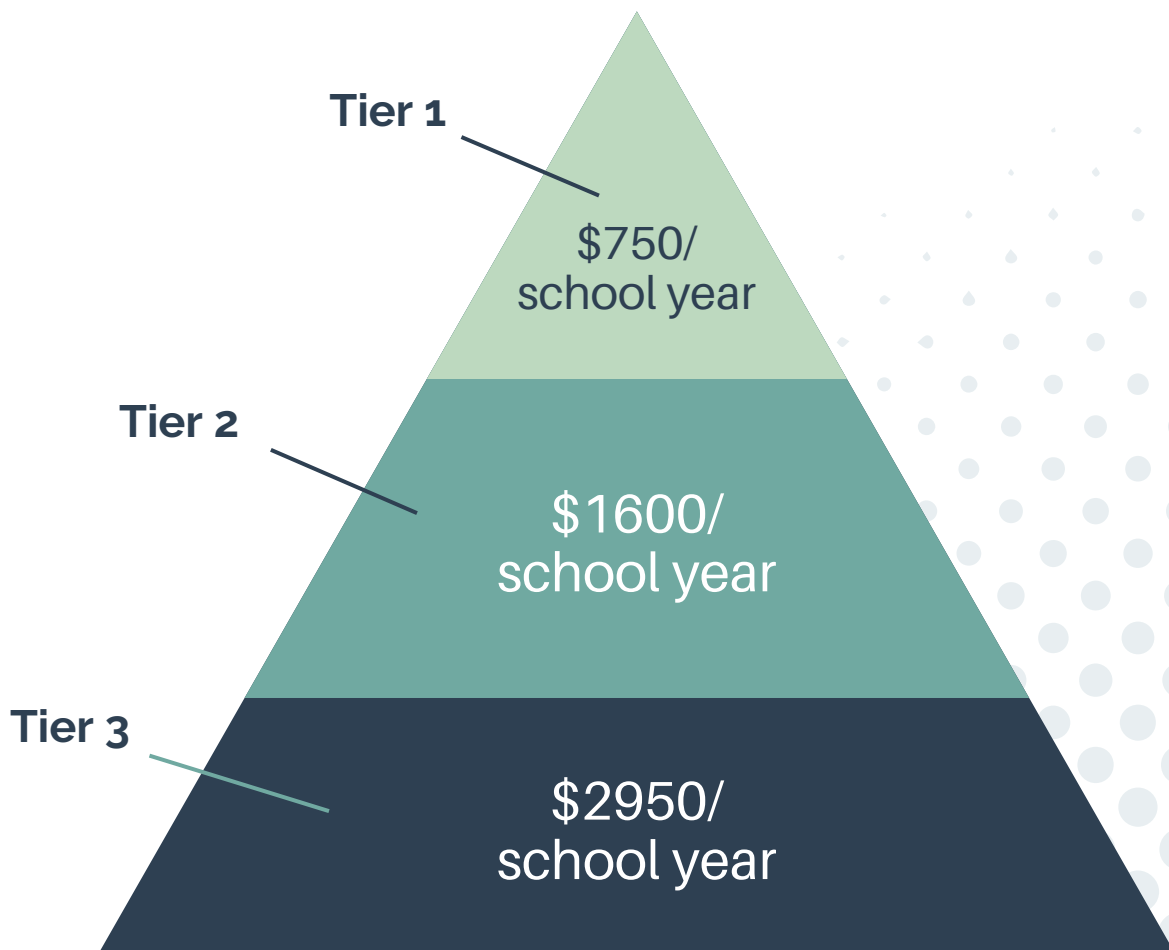 Tier 1
$750/
school year
Tier 2
$1600/
school year
Tier 3
$2950/
school year